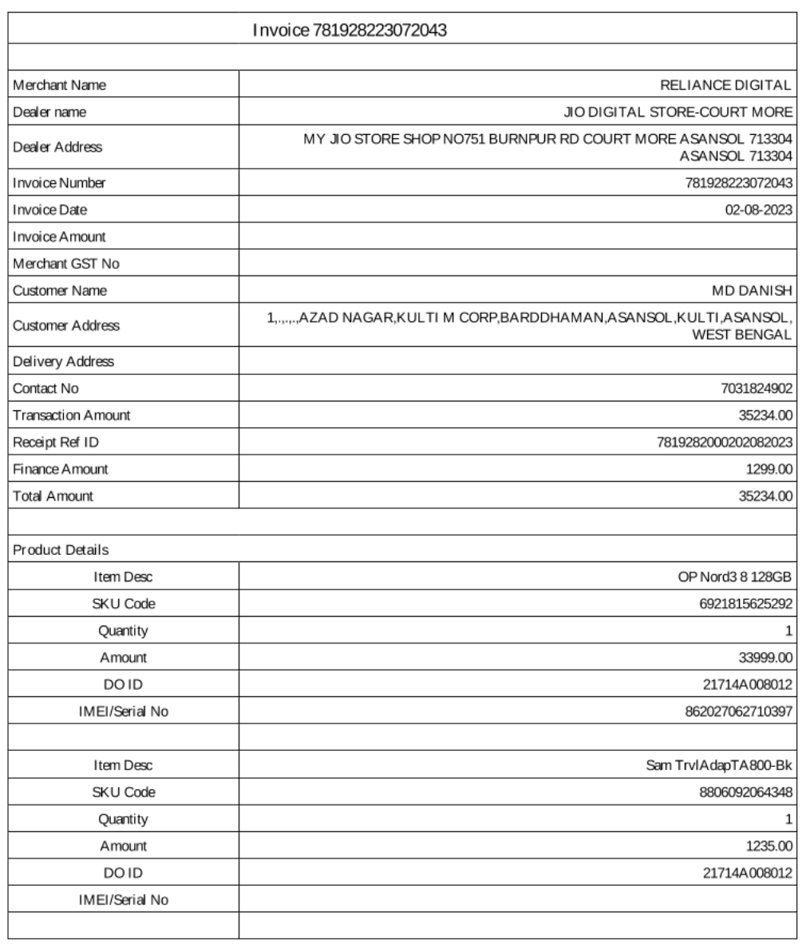 Invoice 781928223072043
Merchant Name RELIANCE DIGITAL
Dealer name JIO DIGITAL STORE-COURT MORE
Dealer Address MY JIO STORE SHOP NO751 BURNPUR RD COURT MORE ASANSOL 713304
ASANSOL 713304
Invoice Number 781928223072043
Invoice Date 02-08-2023
Invoice Amount
Merchant GST No
Customer Name MD DANISH
Customer Address 1,.,.,.,AZAD NAGAR,KULTI M CORP,BARDDHAMAN,ASANSOL,KULTI,ASANSOL,
WEST BENGAL
Delivery Address
Contact No 7031824902
Transaction Amount 35234.00
Receipt Ref ID 7819282000202082023
Finance Amount 1299.00
Total Amount 35234.00
Product Details
Item Desc OP Nord3 8 128GB
SKU Code 6921815625292
Quantity 1
Amount 33999.00
DO ID 21714A008012
IMEI/Serial No 862027062710397
Item Desc Sam TrvlAdapTA800-Bk
SKU Code 8806092064348
Quantity 1
Amount 1235.00
DO ID 21714A008012
IMEI/Serial No